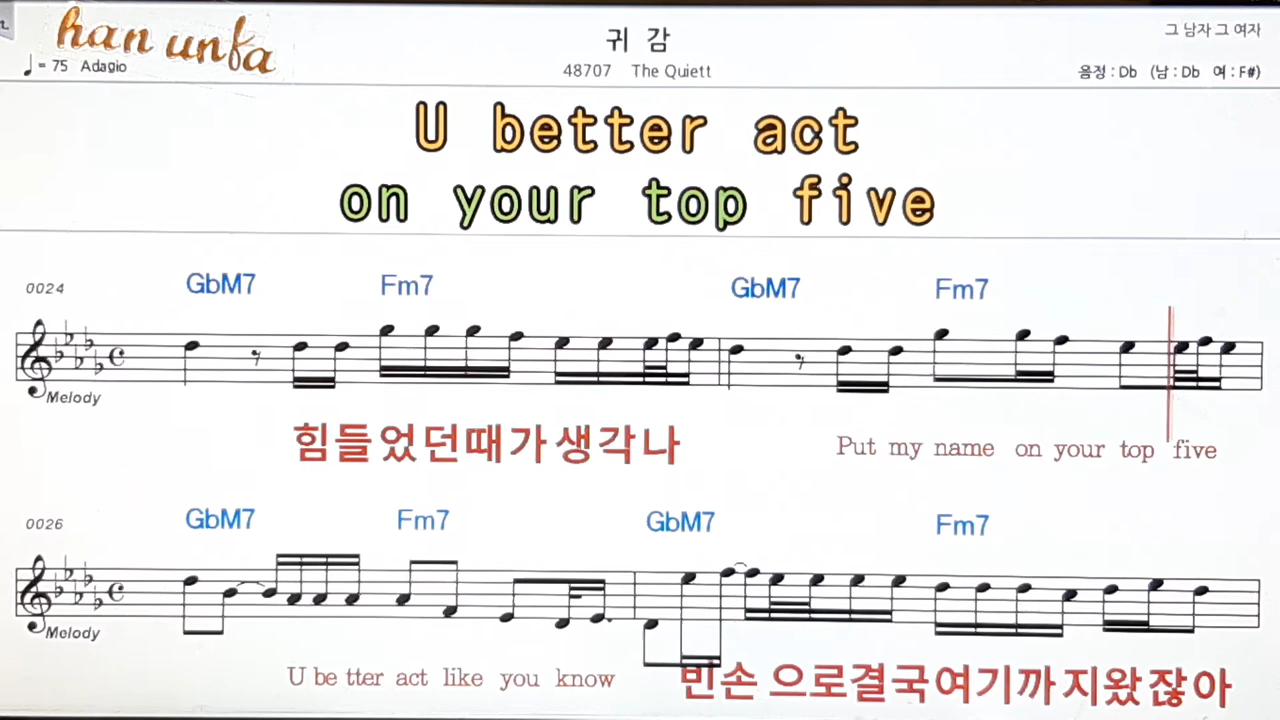 han unfa
귀 감
그 남자 그 여자
♩ = 75 Adagio
48707 The Quiett
음정 : Db (남 : Db 여 : F#)
U better act
on your top five
0024
GbM7 Fm7 GbM7 Fm7
Melody
힘들었던때가생각나 Put my name on your top five
0026
GbM7 Fm7 GbM7 Fm7
Melody
U be tter act like you know 빈손으로결국여기까지왔잖아